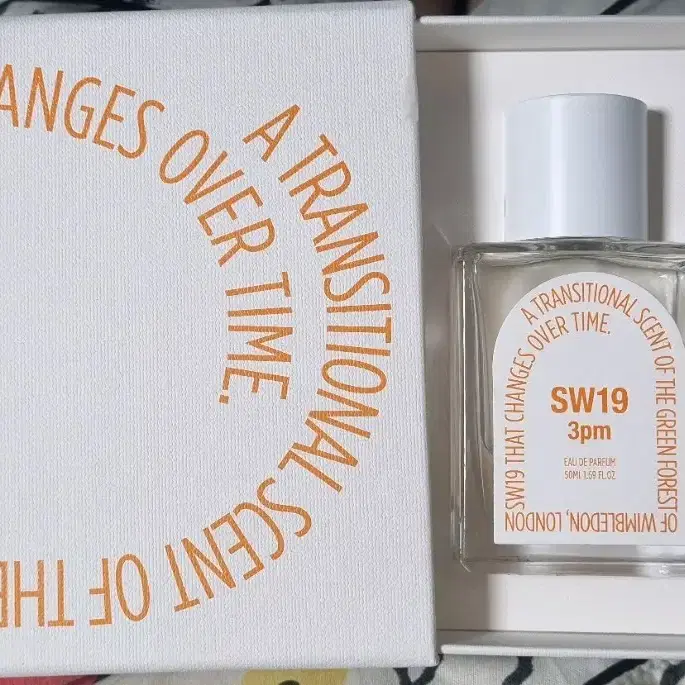 A TRANSITIONAL SCENT OF THE
ANGES OVER TIME.
A TRANSITIONAL SCENT OF THE GREEN FOREST
OF WIMBLEDON, LONDON
SW19 THAT CHANGES OVER TIME.
SW19
3pm
EAU DE PARFUM
50ML 1.69 FL.OZ